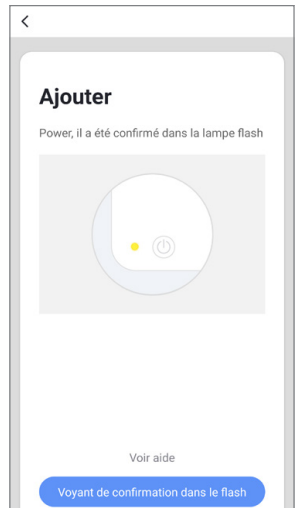 Ajouter
Power, il a été confirmé dans la lampe flash
Voir aide
Voyant de confirmation dans le flash